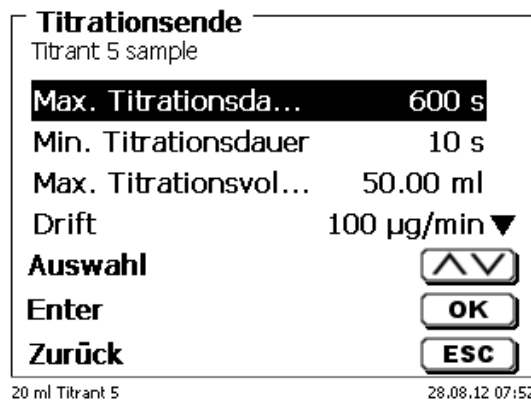 Titrationsende
Titrant 5 sample
Max. Titrationsda... 600 s
Min. Titrationsdauer 10 s
Max. Titrationsvol... 50.00 ml
Drift 100 µg/min ▼
Auswahl
Enter OK
Zurück ESC
20 ml Titrant 5 28.08.12 07:52